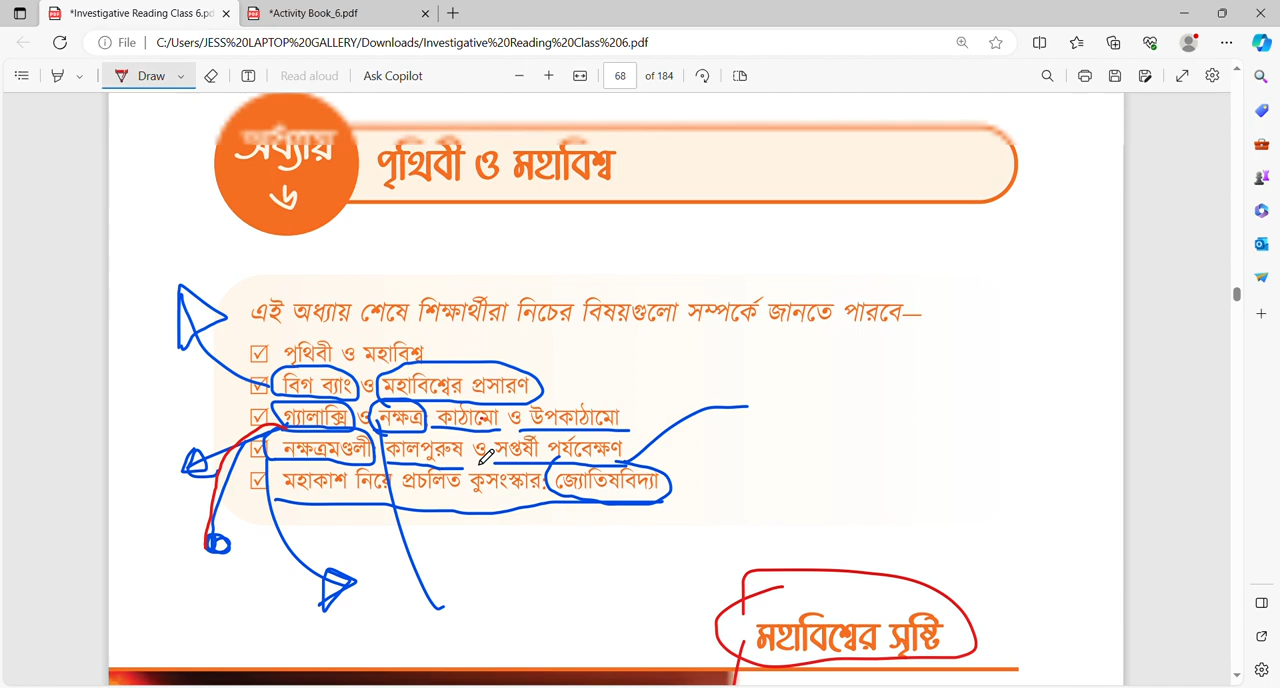 *Investigative Reading Class 6.pd
*Activity Book_6.pdf
File C:/Users/JESS%20LAPTOP%20GALLERY/Downloads/Investigative%20Reading%20Class%206.pdf
Draw Read aloud Ask Copilot 68 of 184
অধ্যায়
৬
পৃথিবী ও মহাবিশ্ব
এই অধ্যায় শেষে শিক্ষার্থীরা নিচের বিষয়গুলো সম্পর্কে জানতে পারবে—
পৃথিবী ও মহাবিশ্ব
বিগ ব্যাং ও মহাবিশ্বের প্রসারণ
গ্যালাক্সি ও নক্ষত্র: কাঠামো ও উপকাঠামো
নক্ষত্রমণ্ডলী: কালপুরুষ ও সপ্তর্ষী পর্যবেক্ষণ
মহাকাশ নিয়ে প্রচলিত কুসংস্কার: জ্যোতিষবিদ্যা
মহাবিশ্বের সৃষ্টি